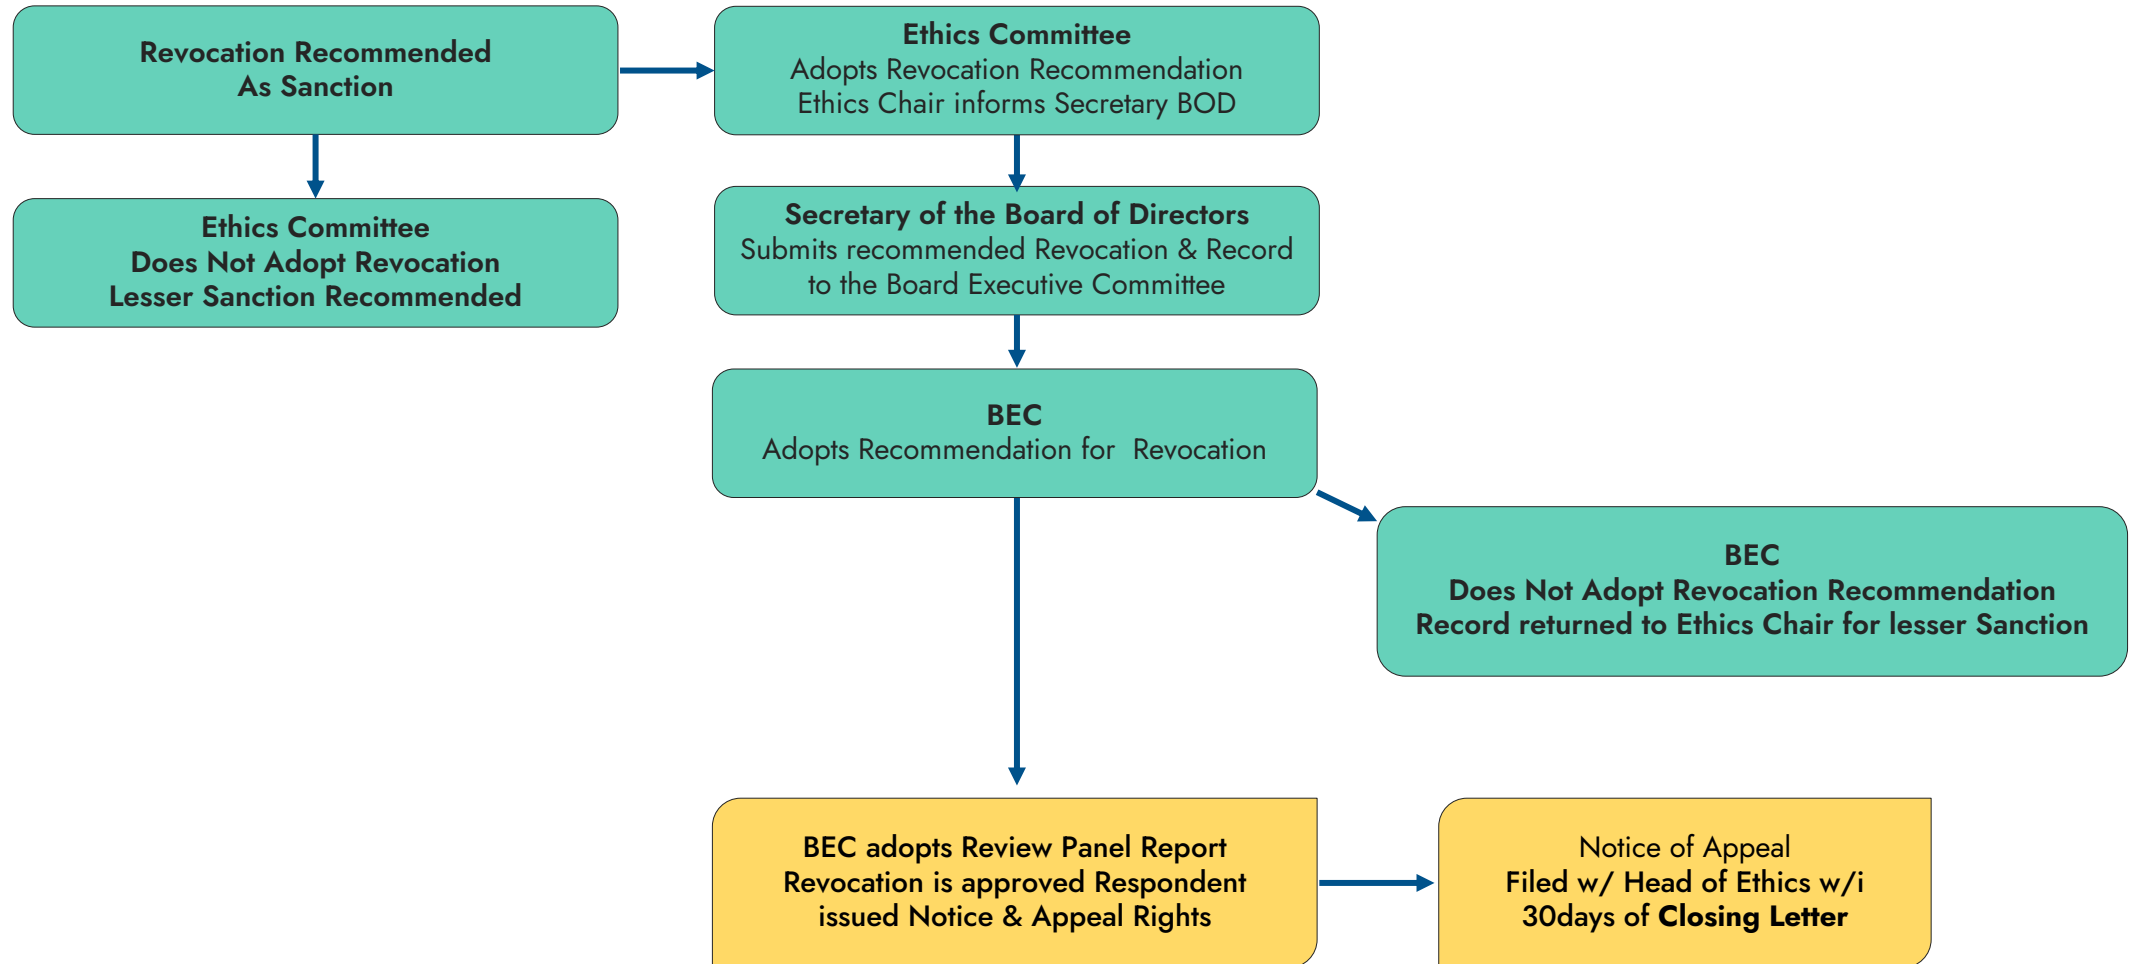 Revocation Recommended
As Sanction
Ethics Committee
Adopts Revocation Recommendation
Ethics Chair informs Secretary BOD
Ethics Committee
Does Not Adopt Revocation
Lesser Sanction Recommended
Secretary of the Board of Directors
Submits recommended Revocation & Record
to the Board Executive Committee
BEC
Adopts Recommendation for  Revocation
BEC
Does Not Adopt Revocation Recommendation
Record returned to Ethics Chair for lesser Sanction
BEC adopts Review Panel Report
Revocation is approved Respondent
issued Notice & Appeal Rights
Notice of Appeal
Filed w/ Head of Ethics w/i
30days of Closing Letter